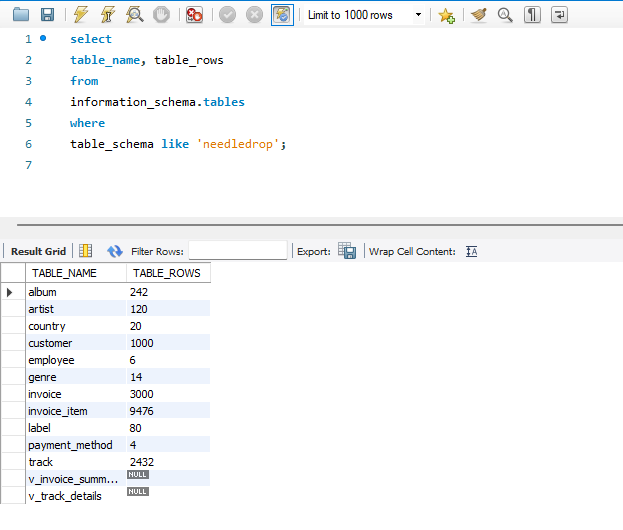 Limit to 1000 rows
1 select
2 table_name, table_rows
3 from
4 information_schema.tables
5 where
6 table_schema like 'needledrop';
7
Result Grid Filter Rows: Export: Wrap Cell Content: IA
TABLE_NAME TABLE_ROWS
album 242
artist 120
country 20
customer 1000
employee 6
genre 14
invoice 3000
invoice_item 9476
label 80
payment_method 4
track 2432
v_invoice_summ... NULL
v_track_details NULL